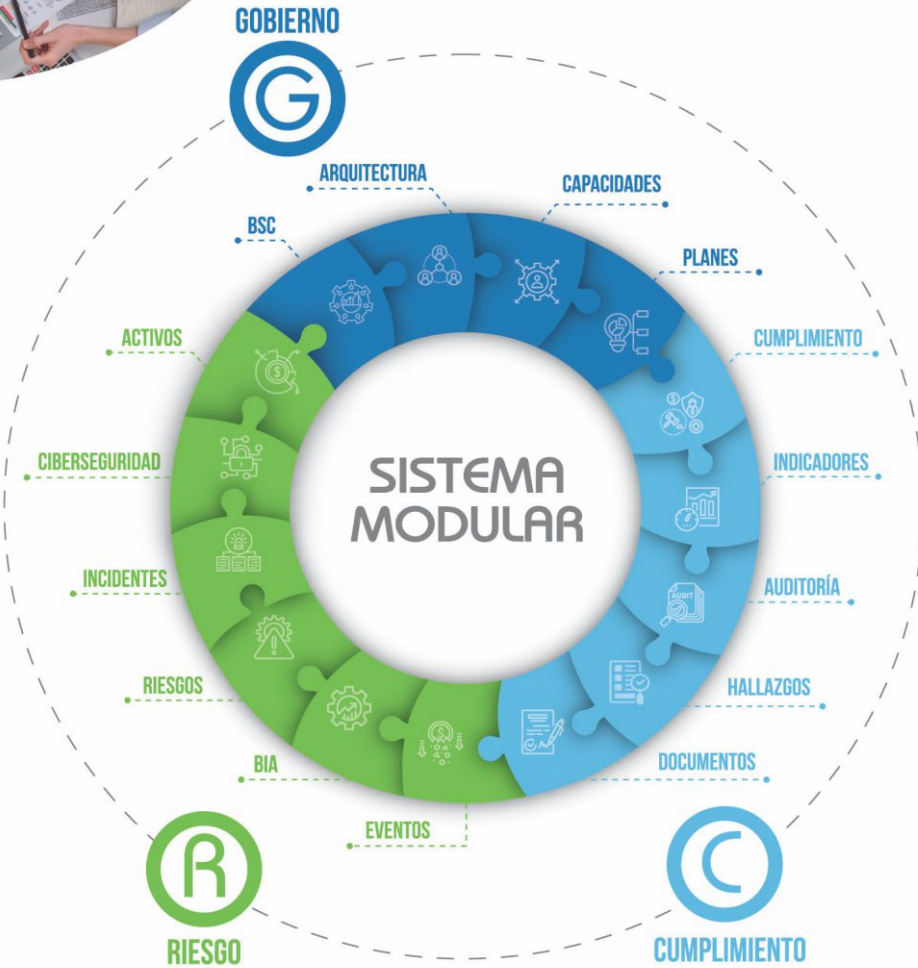 GOBIERNO
G
ARQUITECTURA
CAPACIDADES
BSC
PLANES
ACTIVOS
CUMPLIMIENTO
CIBERSEGURIDAD
INDICADORES
SISTEMA
MODULAR
INCIDENTES
AUDIT
AUDITORÍA
RIESGOS
HALLAZGOS
BIA
DOCUMENTOS
EVENTOS
R
C
RIESGO
CUMPLIMIENTO